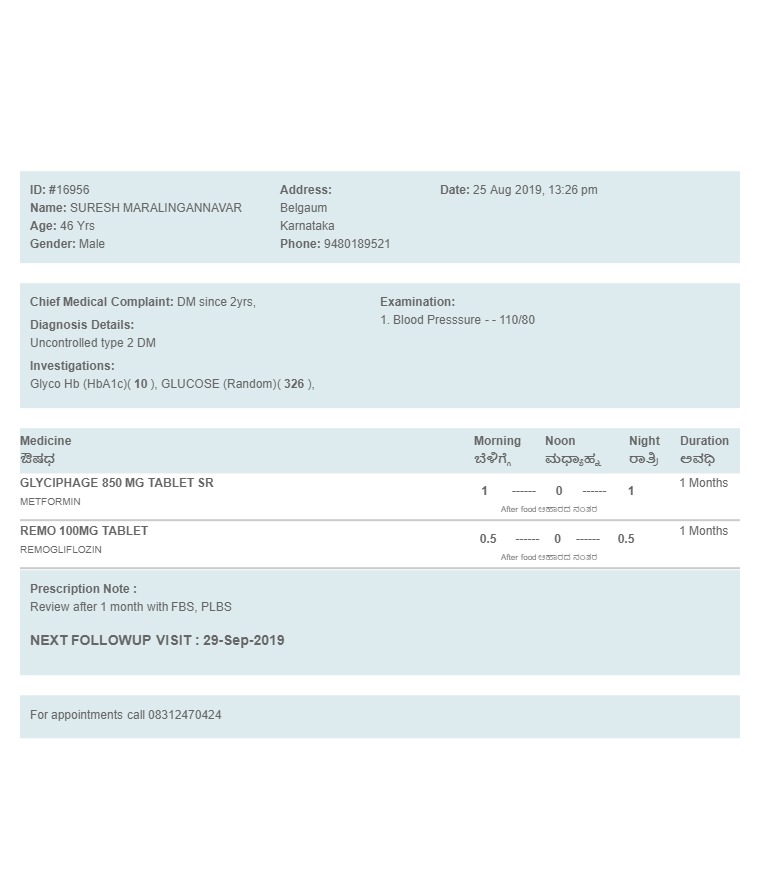 ID: #16956
Name: SURESH MARALINGANNAVAR
Age: 46 Yrs
Gender: Male
Address:
Belgaum
Karnataka
Phone: 9480189521
Date: 25 Aug 2019, 13:26 pm
Chief Medical Complaint: DM since 2yrs,
Diagnosis Details:
Uncontrolled type 2 DM
Investigations:
Glyco Hb (HbA1c)( 10 ), GLUCOSE (Random)( 326 ),
Examination:
1. Blood Presssure - - 110/80
Medicine Morning Noon Night Duration
ಔಷಧ ಬೆಳಿಗ್ಗೆ ಮಧ್ಯಾಹ್ನ ರಾತ್ರಿ ಅವಧಿ
GLYCIPHAGE 850 MG TABLET SR 1 ------ 0 ------ 1 1 Months
METFORMIN
After food ಆಹಾರದ ನಂತರ
REMO 100MG TABLET 0.5 ------ 0 ------ 0.5 1 Months
REMOGLIFLOZIN
After food ಆಹಾರದ ನಂತರ
Prescription Note :
Review after 1 month with FBS, PLBS
NEXT FOLLOWUP VISIT : 29-Sep-2019
For appointments call 08312470424